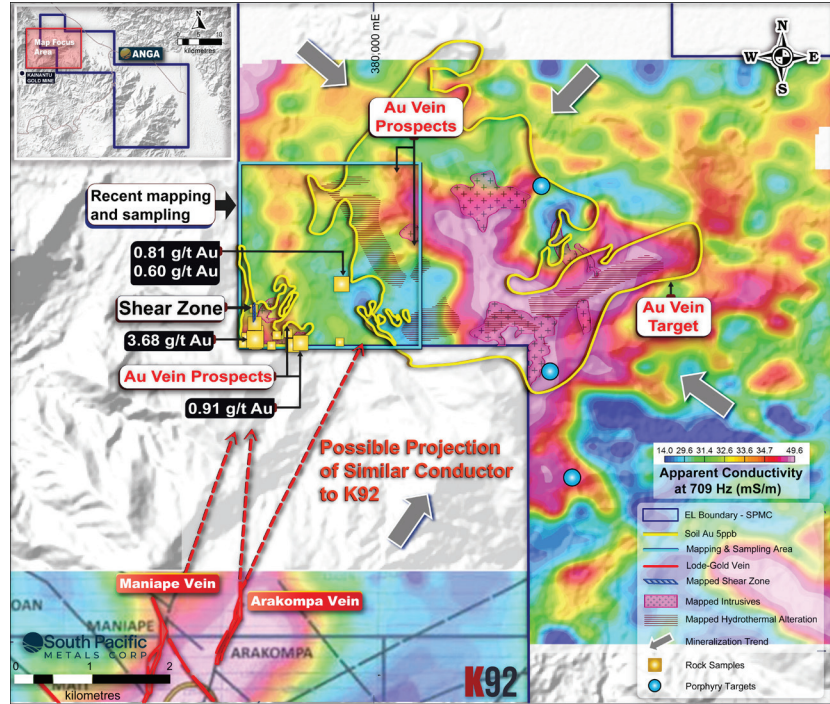 Map Focus
Area
ANGA
N
0 5 10
kilometres
KAINANTU
GOLD MINE
380,000 mE
N
W E
S
Au Vein
Prospects
Recent mapping
and sampling
0.81 g/t Au
0.60 g/t Au
Shear Zone
3.68 g/t Au
Au Vein Prospects
0.91 g/t Au
Au Vein
Target
Possible Projection
of Similar Conductor
to K92
14.0 29.6 31.4 32.6 33.6 34.7 49.6
Apparent Conductivity
at 709 Hz (mS/m)
EL Boundary - SPMC
Soil Au 5ppb
Mapping & Sampling Area
Lode-Gold Vein
Mapped Shear Zone
Mapped Intrusives
Mapped Hydrothermal Alteration
Mineralization Trend
Rock Samples
Porphyry Targets
Maniape Vein
Arakompa Vein
OAN
MANIAPE
ARAKOMPA
South Pacific
METALS CORP
0 1 2
kilometres
K92